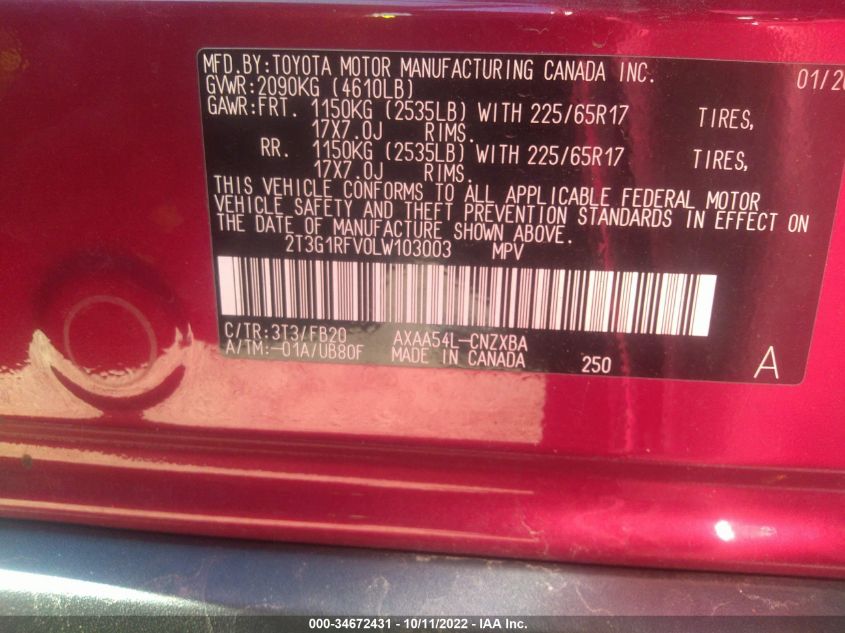 MFD.BY:TOYOTA MOTOR MANUFACTURING CANADA INC. 01/20
GVWR:2090KG (4610LB)
GAWR:FRT. 1150KG (2535LB) WITH 225/65R17 TIRES,
17X7.0J RIMS.
RR. 1150KG (2535LB) WITH 225/65R17 TIRES,
17X7.0J RIMS.
THIS VEHICLE CONFORMS TO ALL APPLICABLE FEDERAL MOTOR
VEHICLE SAFETY AND THEFT PREVENTION STANDARDS IN EFFECT ON
THE DATE OF MANUFACTURE SHOWN ABOVE.
2T3G1RFV0LW103003 MPV
C/TR:3T3/FB20 AXAA54L-CNZXBA
A/TM:-01A/UB80F MADE IN CANADA 250 A
000-34672431 - 10/11/2022 - IAA Inc.